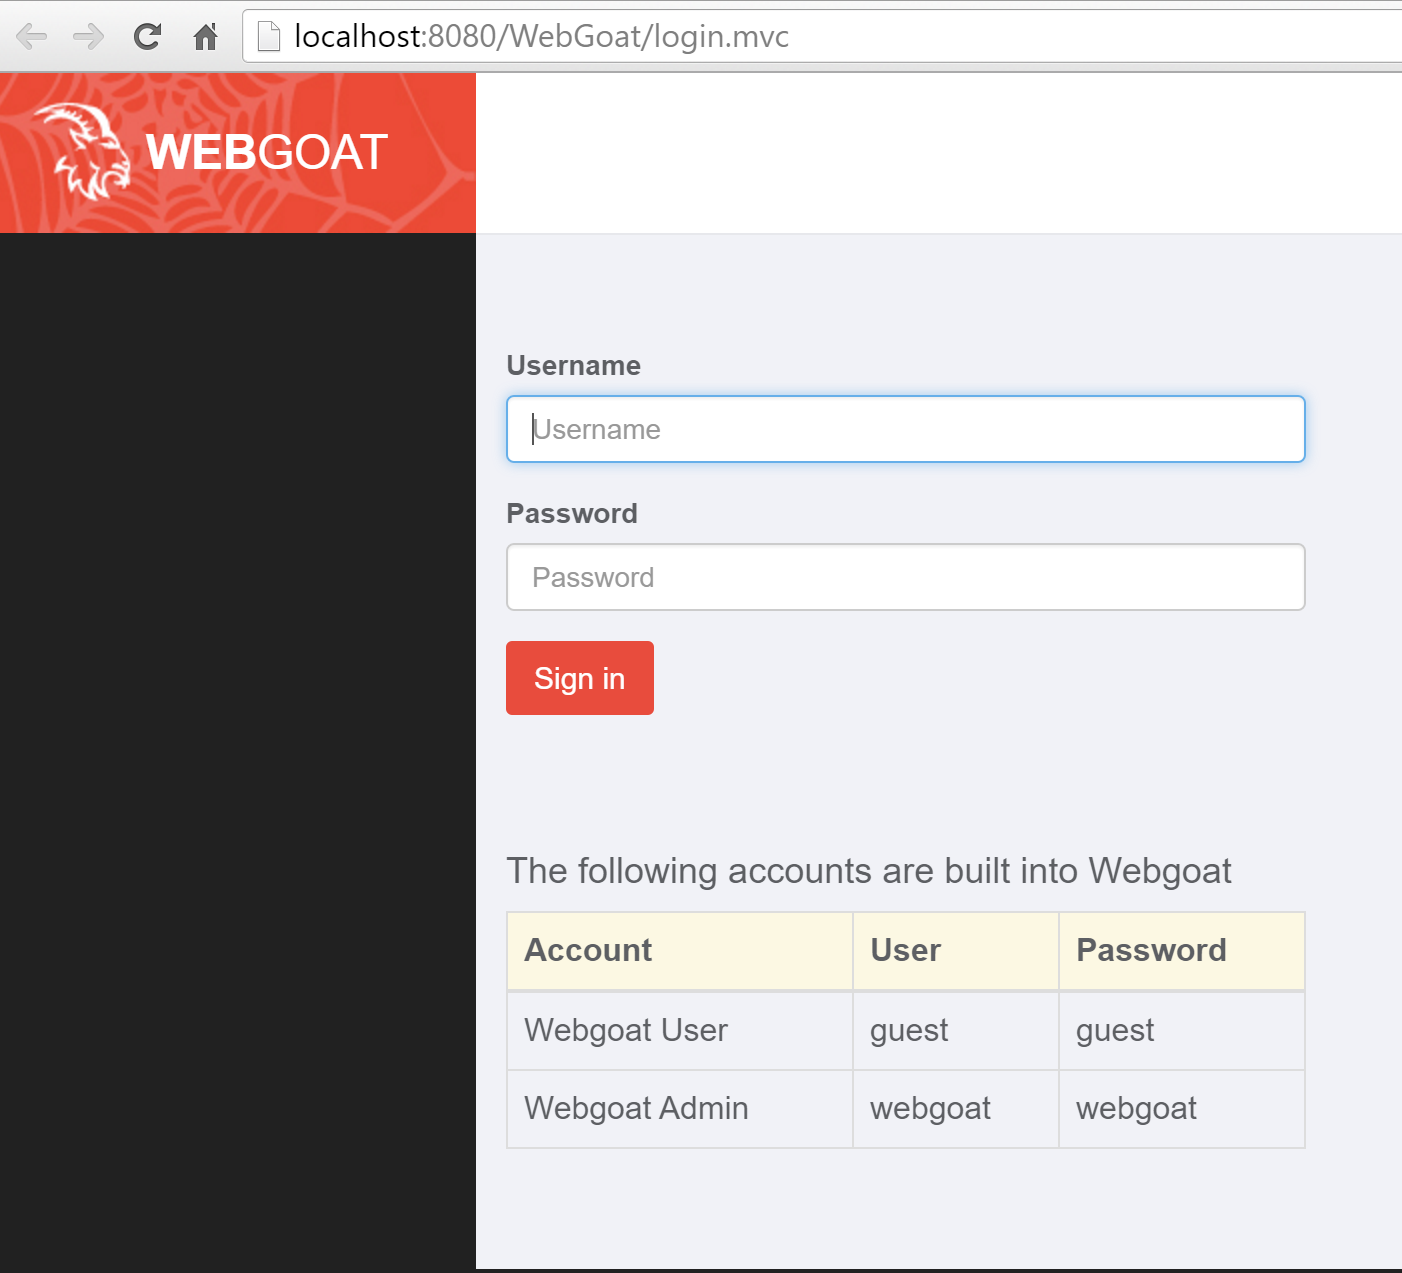 localhost:8080/WebGoat/login.mvc
WEBGOAT
Username
Username
Password
Password
Sign in
The following accounts are built into Webgoat
Account User Password
Webgoat User guest guest
Webgoat Admin webgoat webgoat